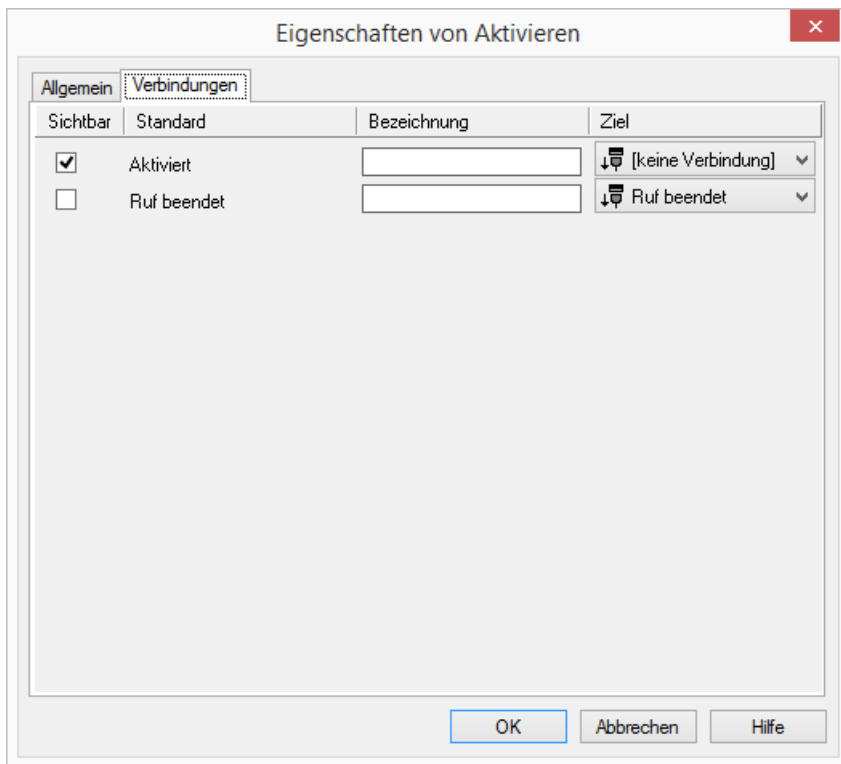 Eigenschaften von Aktivieren
Allgemein Verbindungen
Sichtbar Standard Bezeichnung Ziel
Aktiviert [keine Verbindung]
Ruf beendet Ruf beendet
OK Abbrechen Hilfe